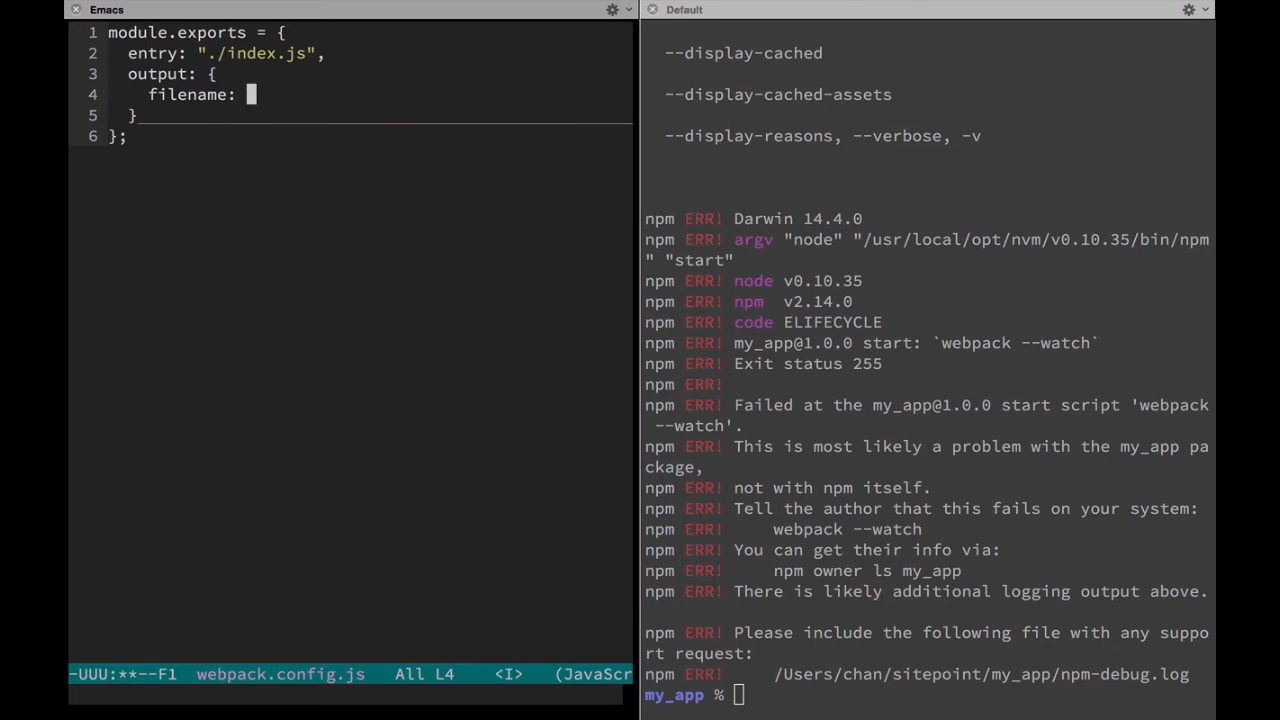 Emacs
1 module.exports = {
2   entry: "./index.js",
3   output: {
4     filename:
5   }
6 };
-UUU:**--F1  webpack.config.js   All L4    <I>   (JavaScr
Default
--display-cached
--display-cached-assets
--display-reasons, --verbose, -v
npm ERR! Darwin 14.4.0
npm ERR! argv "node" "/usr/local/opt/nvm/v0.10.35/bin/npm
" "start"
npm ERR! node v0.10.35
npm ERR! npm  v2.14.0
npm ERR! code ELIFECYCLE
npm ERR! my_app@1.0.0 start: `webpack --watch`
npm ERR! Exit status 255
npm ERR!
npm ERR! Failed at the my_app@1.0.0 start script 'webpack
 --watch'.
npm ERR! This is most likely a problem with the my_app pa
ckage,
npm ERR! not with npm itself.
npm ERR! Tell the author that this fails on your system:
npm ERR!     webpack --watch
npm ERR! You can get their info via:
npm ERR!     npm owner ls my_app
npm ERR! There is likely additional logging output above.
npm ERR! Please include the following file with any suppo
rt request:
npm ERR!     /Users/chan/sitepoint/my_app/npm-debug.log
my_app %